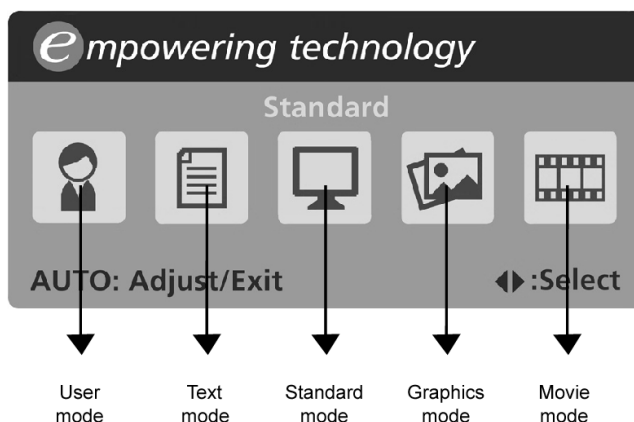 empowering technology
Standard
AUTO: Adjust/Exit
:Select
User mode
Text mode
Standard mode
Graphics mode
Movie mode